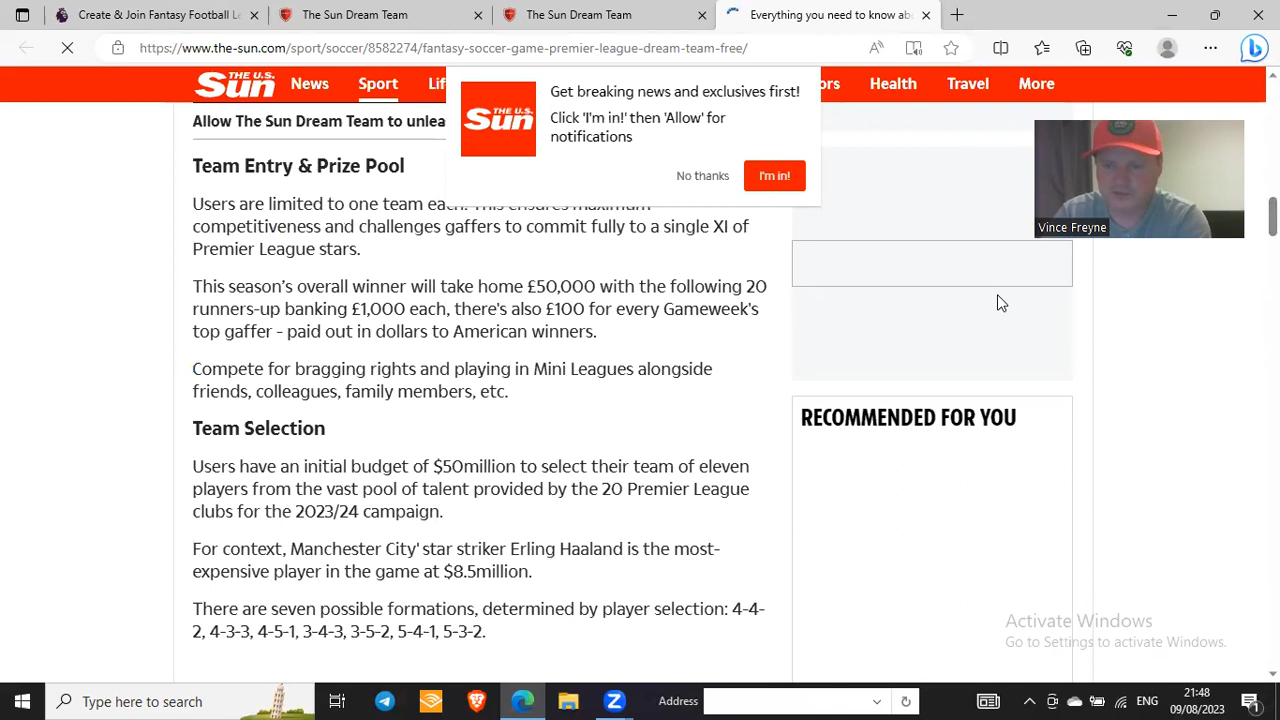 Create & Join Fantasy Football L
3-4-3 Dream Team
The Sun Dream Team
Everything you need to know ab
https://www.the-sun.com/sport/soccer/8582274/fantasy-soccer-game-premier-league-dream-team-free/
THE U.S. Sun
News
Sport
Lif
ors
Health
Travel
More
THE U.S. Sun
Get breaking news and exclusives first!
Click 'I'm in!' then 'Allow' for
notifications
No thanks
I'm in!
Vince Freyne
Allow The Sun Dream Team to unlea
Team Entry & Prize Pool
Users are limited to one team each. This ensures maximum
competitiveness and challenges gaffers to commit fully to a single XI of
Premier League stars.
This season's overall winner will take home £50,000 with the following 20
runners-up banking £1,000 each, there's also £100 for every Gameweek's
top gaffer - paid out in dollars to American winners.
Compete for bragging rights and playing in Mini Leagues alongside
friends, colleagues, family members, etc.
RECOMMENDED FOR YOU
Team Selection
Users have an initial budget of $50million to select their team of eleven
players from the vast pool of talent provided by the 20 Premier League
clubs for the 2023/24 campaign.
For context, Manchester City' star striker Erling Haaland is the most-
expensive player in the game at $8.5million.
There are seven possible formations, determined by player selection: 4-4-
2, 4-3-3, 4-5-1, 3-4-3, 3-5-2, 5-4-1, 5-3-2.
Activate Windows
Go to Settings to activate Windows.
Type here to search
Address
ENG
21:48
09/08/2023